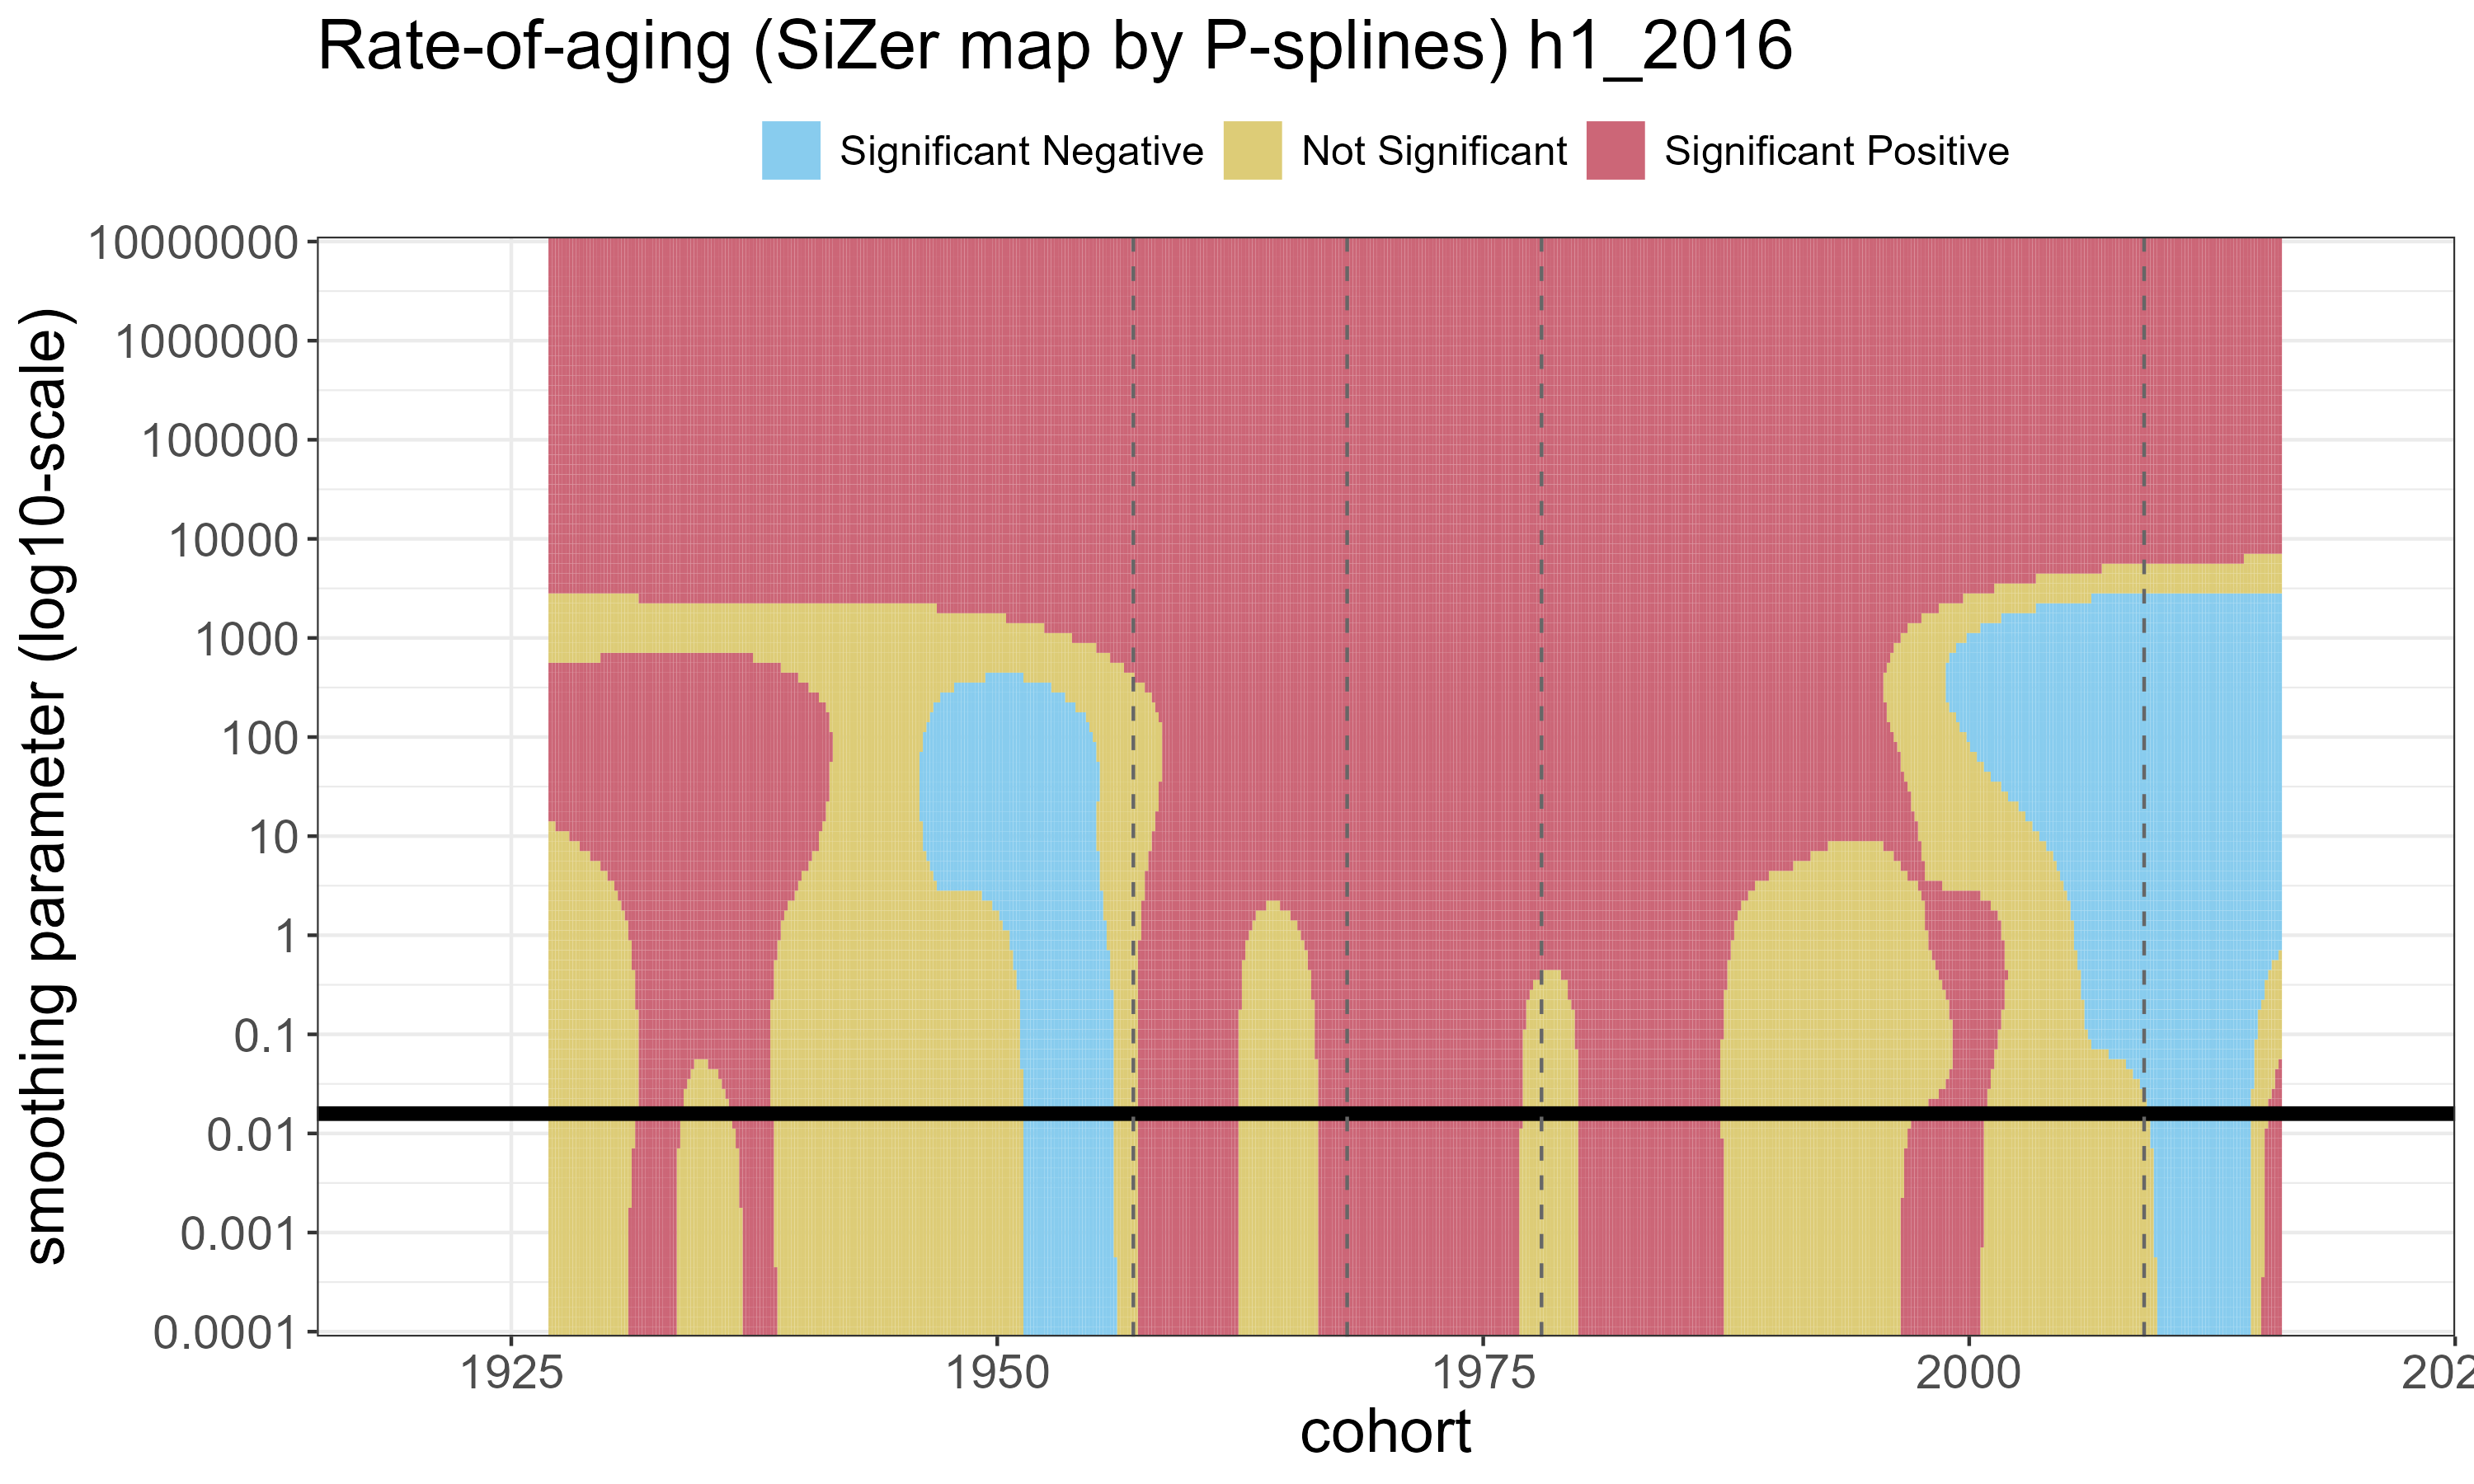 Rate-of-aging (SiZer map by P-splines) h1_2016
Significant Negative Not Significant Significant Positive
smoothing parameter (log10-scale)
10000000
1000000
100000
10000
1000
100
10
1
0.1
0.01
0.001
0.0001
1925 1950 1975 2000 202
cohort